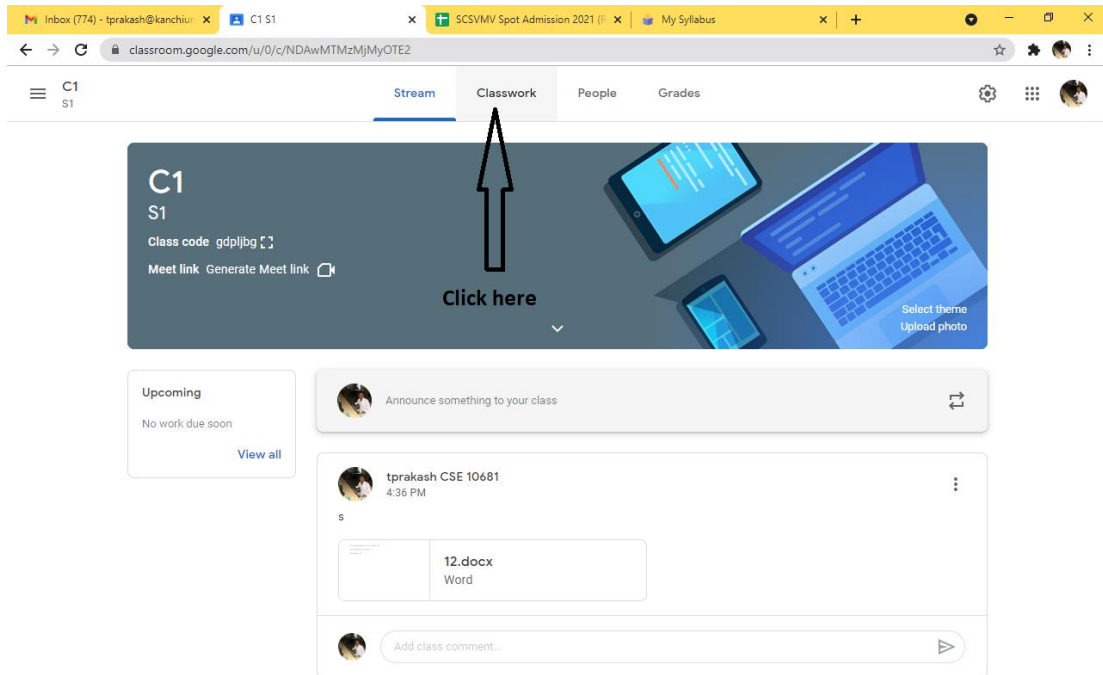 Inbox (774) - tprakash@kanchiun
C1 S1
SCSVMV Spot Admission 2021 (R
My Syllabus
classroom.google.com/u/0/c/NDAwMTMzMjMyOTE2
C1
S1
Stream Classwork People Grades
C1
S1
Class code gdpljbg
Meet link Generate Meet link
Click here
Select theme
Upload photo
Upcoming
No work due soon
View all
Announce something to your class
tprakash CSE 10681
4:36 PM
s
12.docx
Word
Add class comment...